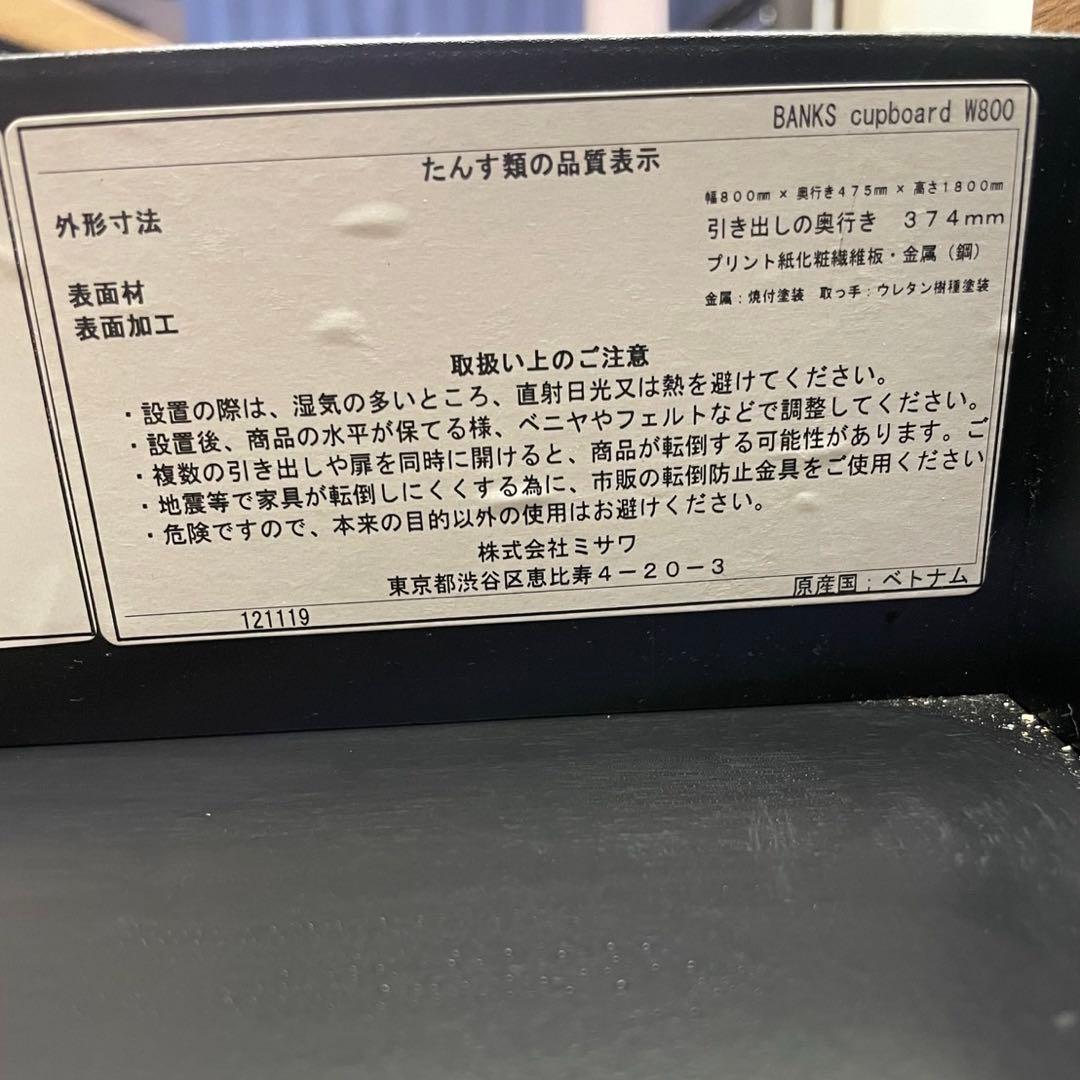 BANKS cupboard W800
たんす類の品質表示
外形寸法
幅800㎜ × 奥行き475㎜ × 高さ1800㎜
引き出しの奥行き 374mm
表面材
プリント紙化粧繊維板・金属（鋼）
表面加工
金属：焼付塗装 取っ手：ウレタン樹種塗装
取扱い上のご注意
・設置の際は、湿気の多いところ、直射日光又は熱を避けてください。
・設置後、商品の水平が保てる様、ベニヤやフェルトなどで調整してください。
・複数の引き出しや扉を同時に開けると、商品が転倒する可能性があります。ご
・地震等で家具が転倒しにくくする為に、市販の転倒防止金具をご使用ください
・危険ですので、本来の目的以外の使用はお避けください。
株式会社ミサワ
東京都渋谷区恵比寿4－20－3
原産国：ベトナム
121119